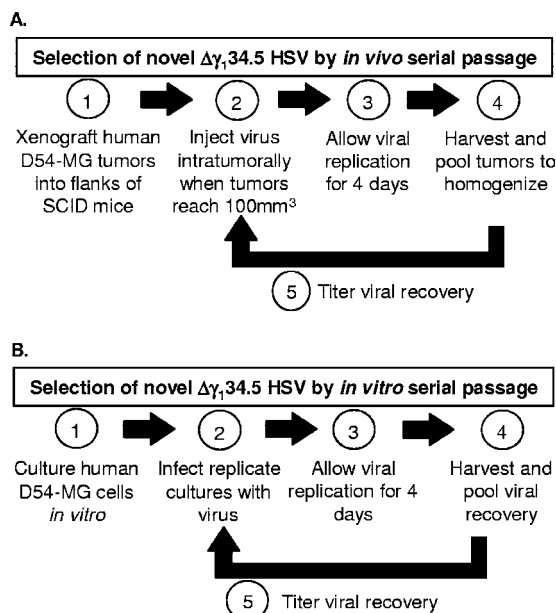 A.
Selection of novel Δγ₁34.5 HSV by in vivo serial passage
1 2 3 4
Xenograft human
D54-MG tumors
into flanks of
SCID mice
Inject virus
intratumorally
when tumors
reach 100mm³
Allow viral
replication
for 4 days
Harvest and
pool tumors to
homogenize
5 Titer viral recovery
B.
Selection of novel Δγ₁34.5 HSV by in vitro serial passage
1 2 3 4
Culture human
D54-MG cells
in vitro
Infect replicate
cultures with
virus
Allow viral
replication for 4
days
Harvest and
pool viral
recovery
5 Titer viral recovery